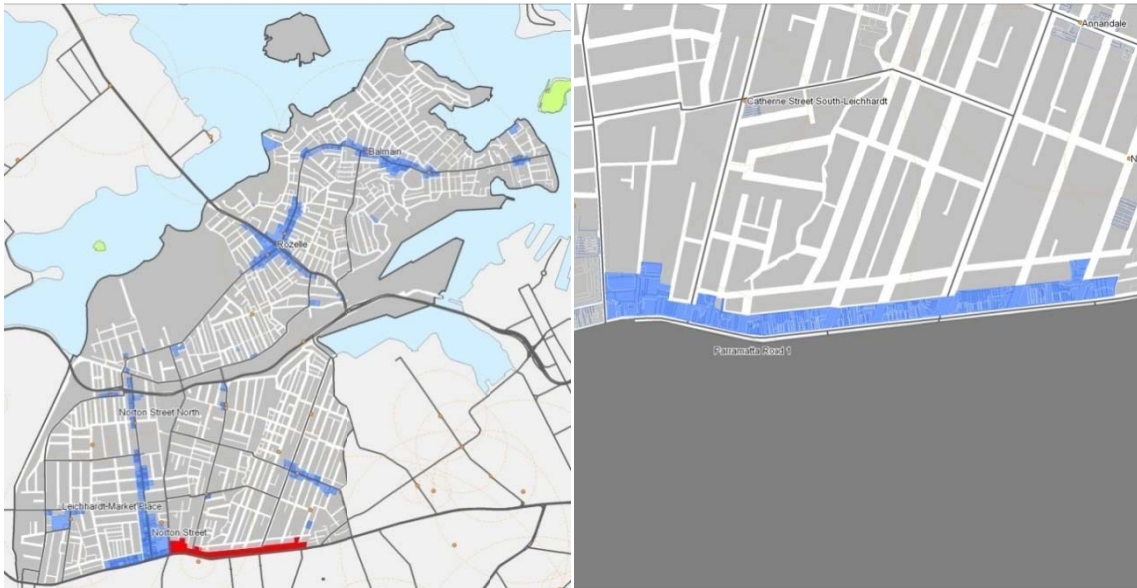 Balmain
Rozelle
Norton Street North
Leichhardt-Market Place
Norton Street
Annandale
Catherine Street South-Leichhardt
N
Parramatta Road 1